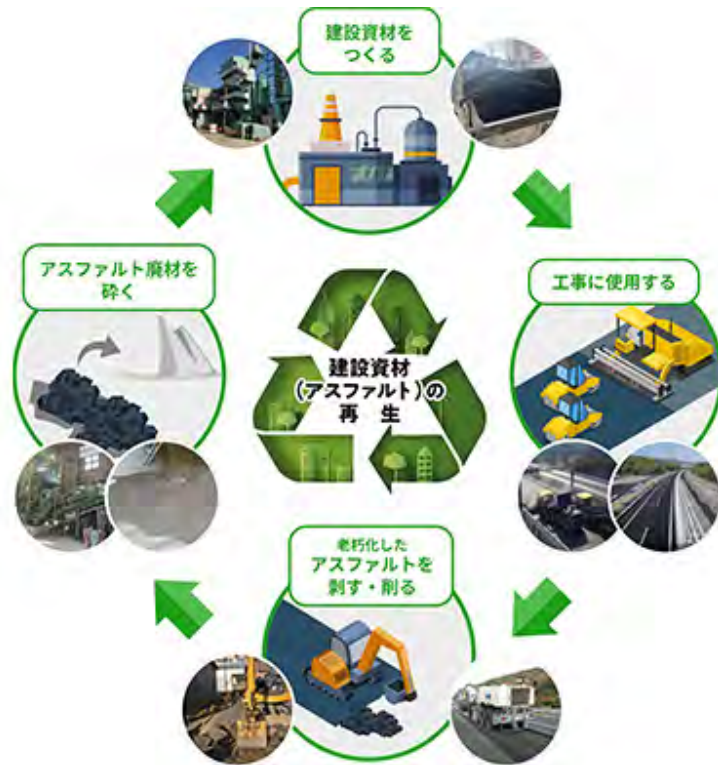 建設資材を
つくる
工事に使用する
老朽化した
アスファルトを
剥す・削る
アスファルト廃材を
砕く
建設資材
(アスファルト)の
再 生